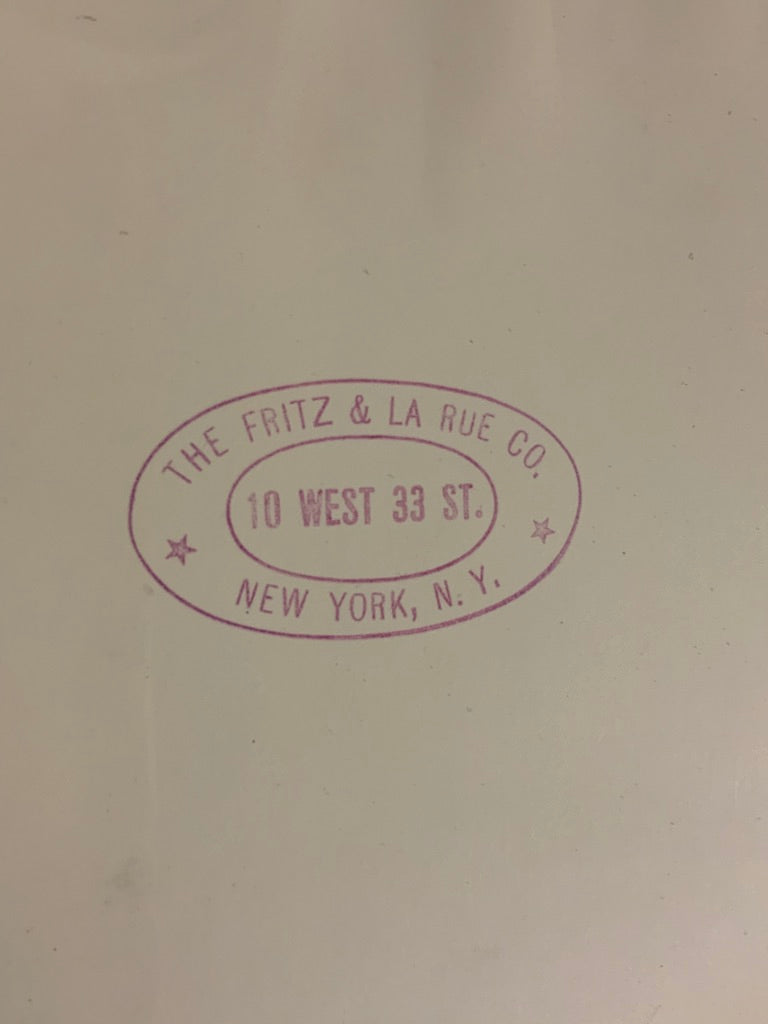 THE FRITZ & LA RUE CO.
10 WEST 33 ST.
NEW YORK, N. Y.